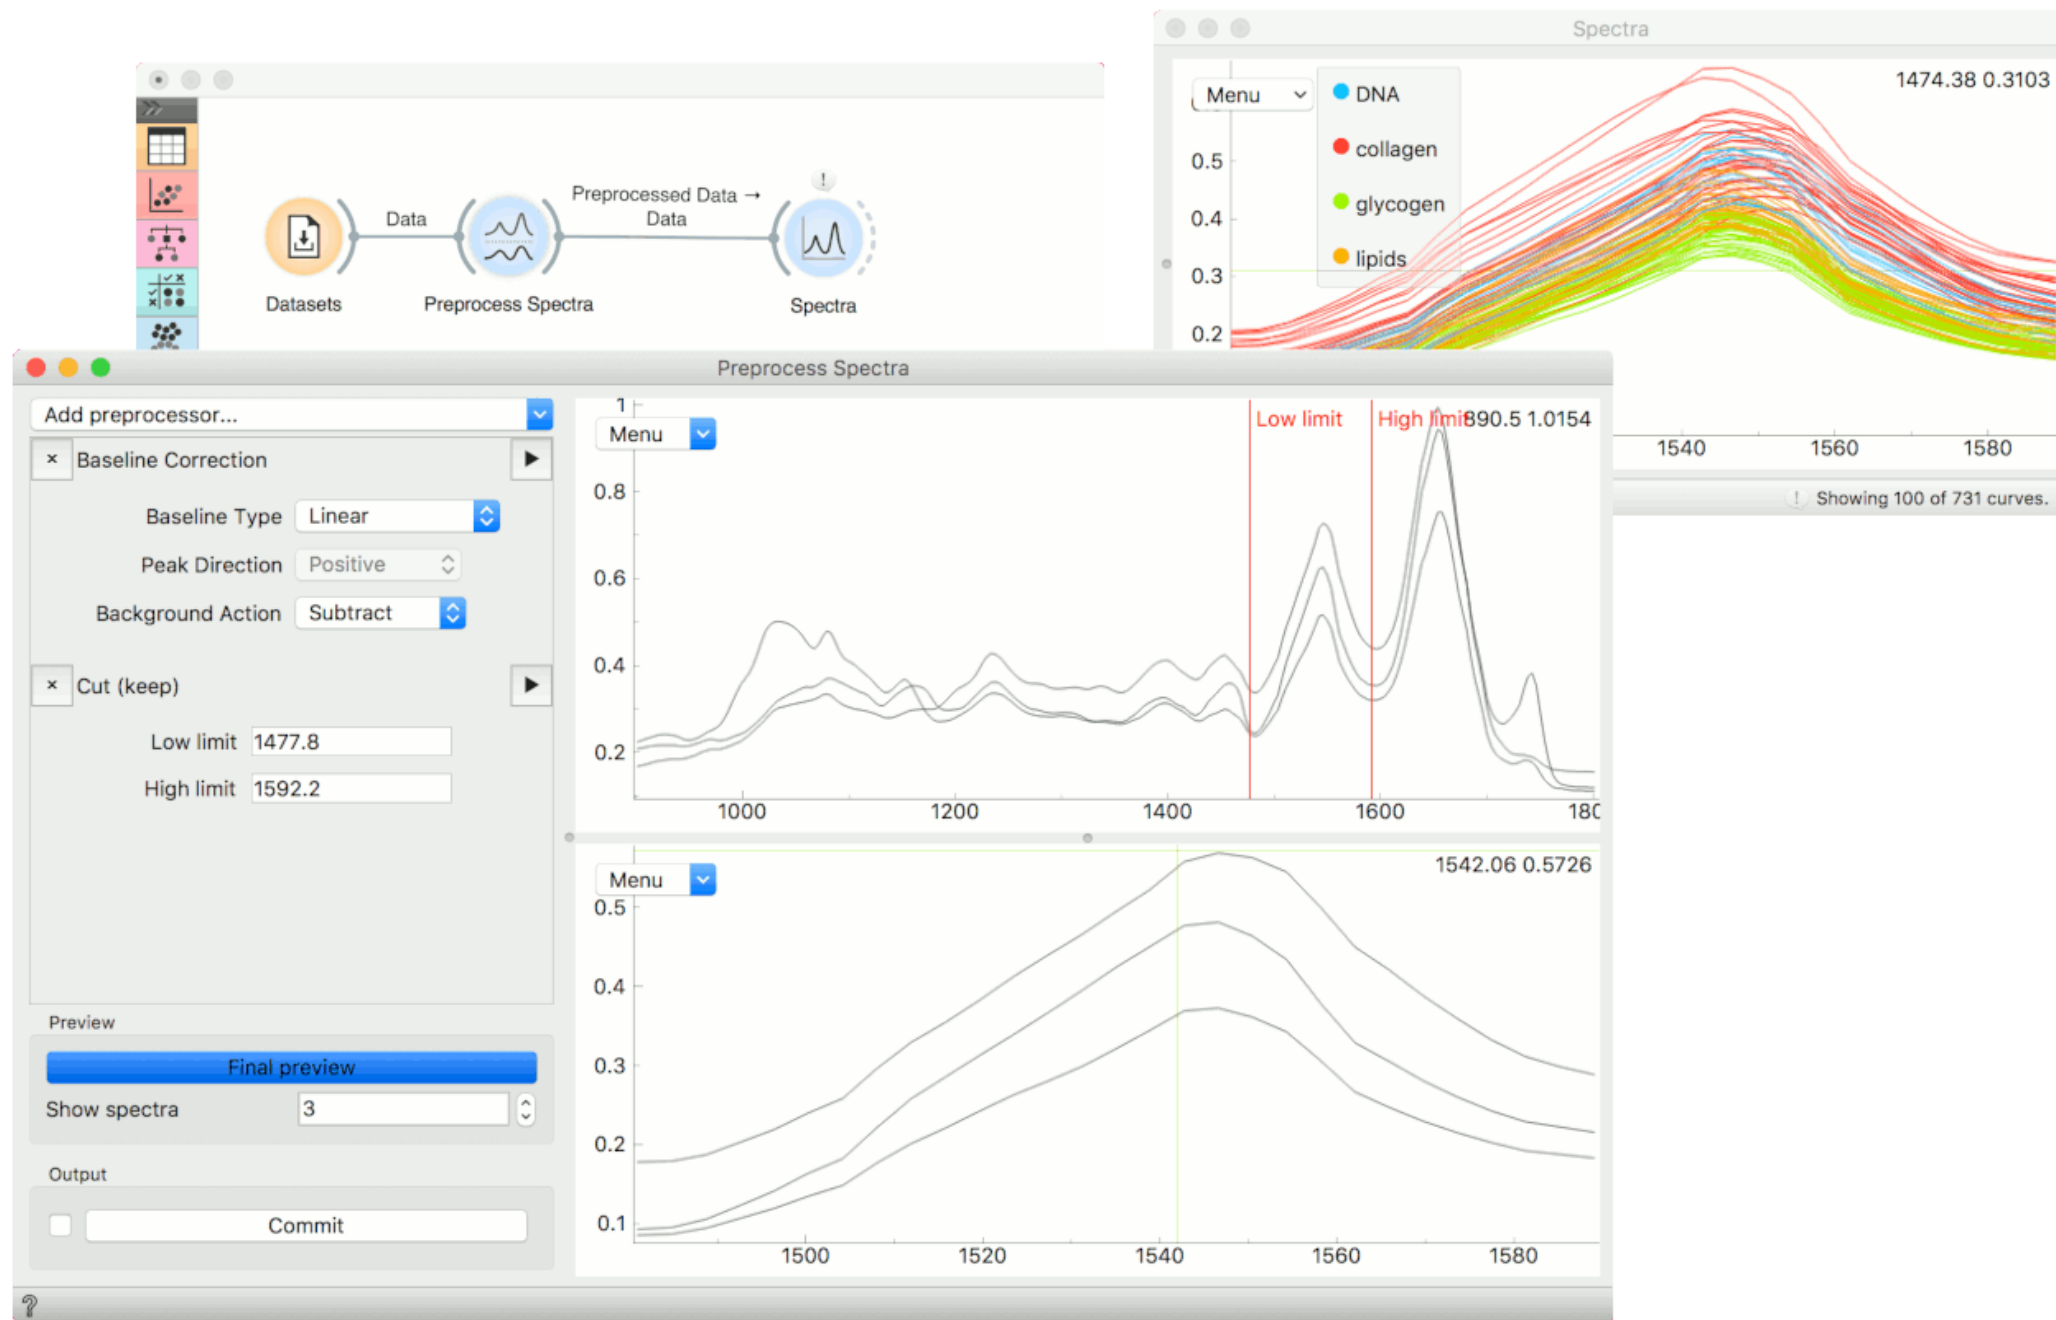 Spectra
Menu
DNA
collagen
glycogen
lipids
1474.38 0.3103
0.5
0.4
0.3
0.2
1540
1560
1580
! Showing 100 of 731 curves.
Data
Preprocessed Data →
Data
!
Datasets
Preprocess Spectra
Spectra
Preprocess Spectra
Add preprocessor...
× Baseline Correction
Baseline Type Linear
Peak Direction Positive
Background Action Subtract
× Cut (keep)
Low limit 1477.8
High limit 1592.2
Preview
Final preview
Show spectra 3
Output
Commit
?
1
Menu
Low limit
High limit
890.5 1.0154
0.8
0.6
0.4
0.2
1000
1200
1400
1600
180
Menu
1542.06 0.5726
0.5
0.4
0.3
0.2
0.1
1500
1520
1540
1560
1580